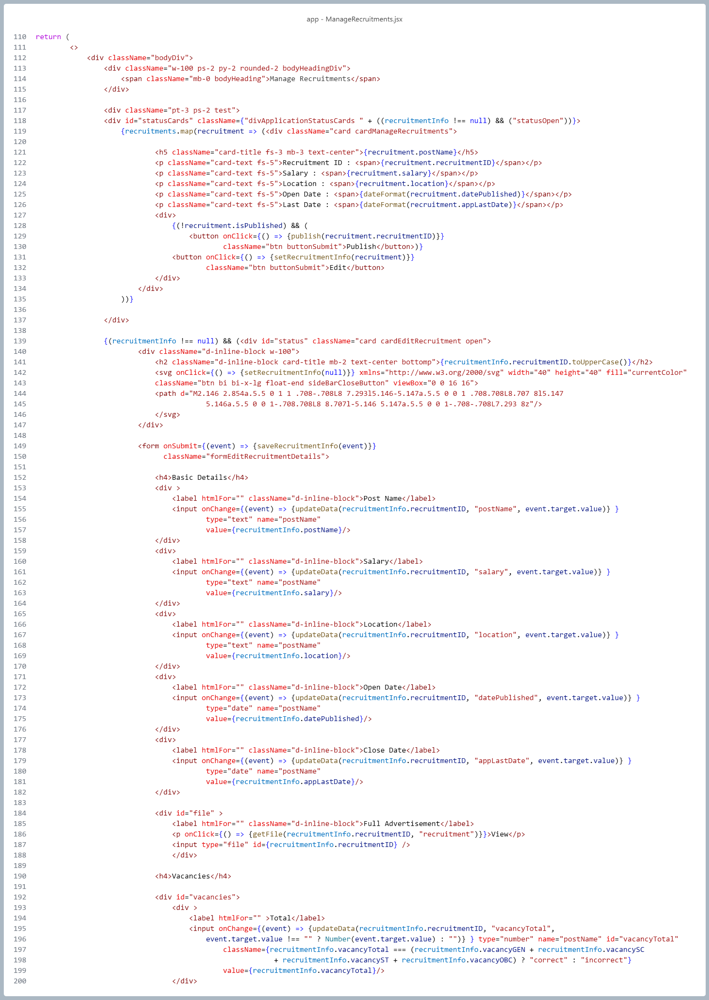 app - ManageRecruitments.jsx
110 return (
111 <>
112 <div className="bodyDiv">
113 <div className="w-100 ps-2 py-2 rounded-2 bodyHeadingDiv">
114 <span className="mb-0 bodyHeading">Manage Recruitments</span>
115 </div>
116
117 <div className="pt-3 ps-2 test">
118 <div id="statusCards" className={"divApplicationStatusCards " + ((recruitmentInfo !== null) && ("statusOpen"))}>
119 {recruitments.map(recruitment => (<div className="card cardManageRecruitments">
120
121 <h5 className="card-title fs-3 mb-3 text-center">{recruitment.postName}</h5>
122 <p className="card-text fs-5">Recruitment ID : <span>{recruitment.recruitmentID}</span></p>
123 <p className="card-text fs-5">Salary : <span>{recruitment.salary}</span></p>
124 <p className="card-text fs-5">Location : <span>{recruitment.location}</span></p>
125 <p className="card-text fs-5">Open Date : <span>{dateFormat(recruitment.datePublished)}</span></p>
126 <p className="card-text fs-5">Last Date : <span>{dateFormat(recruitment.appLastDate)}</span></p>
127 <div>
128 {(!recruitment.isPublished) && (
129 <button onClick={() => {publish(recruitment.recruitmentID)}}
130 className="btn buttonSubmit">Publish</button>)}
131 <button onClick={() => {setRecruitmentInfo(recruitment)}}
132 className="btn buttonSubmit">Edit</button>
133 </div>
134 </div>
135 ))}
136
137 </div>
138
139 {(recruitmentInfo !== null) && (<div id="status" className="card cardEditRecruitment open">
140 <div className="d-inline-block w-100">
141 <h2 className="d-inline-block card-title mb-2 text-center bottomp">{recruitmentInfo.recruitmentID.toUpperCase()}</h2>
142 <svg onClick={() => {setRecruitmentInfo(null)}} xmlns="http://www.w3.org/2000/svg" width="40" height="40" fill="currentColor"
143 className="btn bi bi-x-lg float-end sideBarCloseButton" viewBox="0 0 16 16">
144 <path d="M2.146 2.854a.5.5 0 1 1 .708-.708L8 7.293l5.146-5.147a.5.5 0 0 1 .708.708L8.707 8l5.147
145 5.146a.5.5 0 0 1-.708.708L8 8.707l-5.146 5.147a.5.5 0 0 1-.708-.708L7.293 8z"/>
146 </svg>
147 </div>
148
149 <form onSubmit={(event) => {saveRecruitmentInfo(event)}}
150 className="formEditRecruitmentDetails">
151
152 <h4>Basic Details</h4>
153 <div >
154 <label htmlFor="" className="d-inline-block">Post Name</label>
155 <input onChange={(event) => {updateData(recruitmentInfo.recruitmentID, "postName", event.target.value)} }
156 type="text" name="postName"
157 value={recruitmentInfo.postName}/>
158 </div>
159 <div>
160 <label htmlFor="" className="d-inline-block">Salary</label>
161 <input onChange={(event) => {updateData(recruitmentInfo.recruitmentID, "salary", event.target.value)} }
162 type="text" name="postName"
163 value={recruitmentInfo.salary}/>
164 </div>
165 <div>
166 <label htmlFor="" className="d-inline-block">Location</label>
167 <input onChange={(event) => {updateData(recruitmentInfo.recruitmentID, "location", event.target.value)} }
168 type="text" name="postName"
169 value={recruitmentInfo.location}/>
170 </div>
171 <div>
172 <label htmlFor="" className="d-inline-block">Open Date</label>
173 <input onChange={(event) => {updateData(recruitmentInfo.recruitmentID, "datePublished", event.target.value)} }
174 type="date" name="postName"
175 value={recruitmentInfo.datePublished}/>
176 </div>
177 <div>
178 <label htmlFor="" className="d-inline-block">Close Date</label>
179 <input onChange={(event) => {updateData(recruitmentInfo.recruitmentID, "appLastDate", event.target.value)} }
180 type="date" name="postName"
181 value={recruitmentInfo.appLastDate}/>
182 </div>
183
184 <div id="file" >
185 <label htmlFor="" className="d-inline-block">Full Advertisement</label>
186 <p onClick={() => {getFile(recruitmentInfo.recruitmentID, "recruitment")}}>View</p>
187 <input type="file" id={recruitmentInfo.recruitmentID} />
188 </div>
189
190 <h4>Vacancies</h4>
191
192 <div id="vacancies">
193 <div >
194 <label htmlFor="" >Total</label>
195 <input onChange={(event) => {updateData(recruitmentInfo.recruitmentID, "vacancyTotal",
196 event.target.value !== "" ? Number(event.target.value) : "")} } type="number" name="postName" id="vacancyTotal"
197 className={recruitmentInfo.vacancyTotal === (recruitmentInfo.vacancyGEN + recruitmentInfo.vacancySC
198 + recruitmentInfo.vacancyST + recruitmentInfo.vacancyOBC) ? "correct" : "incorrect"}
199 value={recruitmentInfo.vacancyTotal}/>
200 </div>